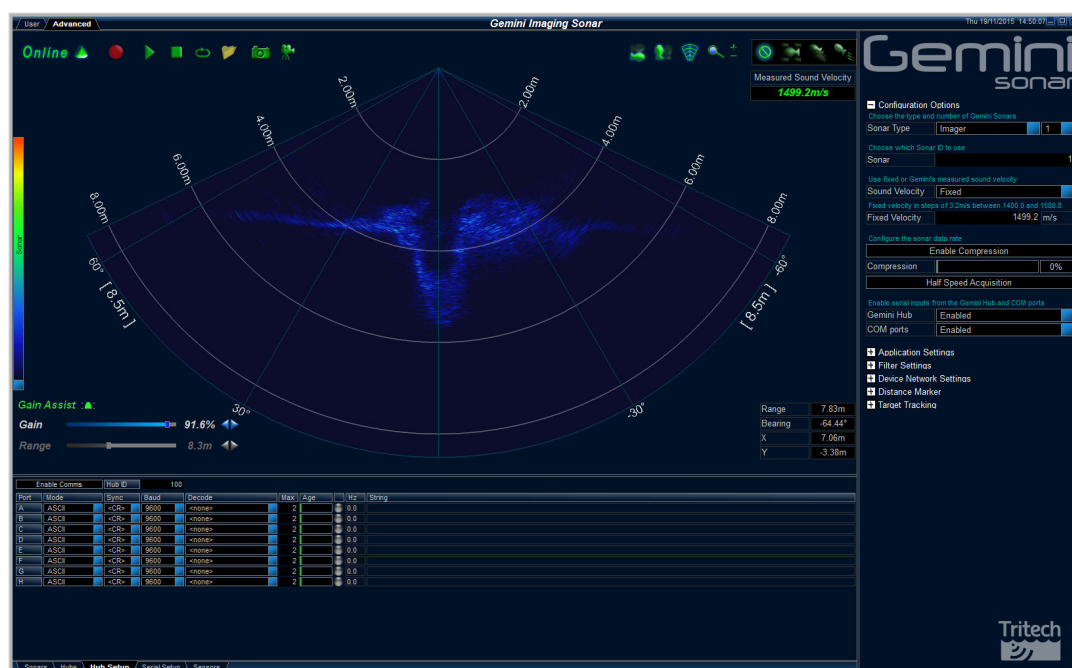 User Advanced Gemini Imaging Sonar Thu 19/11/2015 14:50:07
Online
Measured Sound Velocity
1499.2m/s
Gemini
sonar
2.00m 2.00m
4.00m 4.00m
6.00m 6.00m
8.00m 8.00m
60° -60°
[ 8.5m ] [ 8.5m ]
30° -30°
Sonar
Gain Assist
Gain 91.6%
Range 8.3m
Range 7.83m
Bearing -64.44°
X 7.06m
Y -3.38m
Configuration Options
Choose the type and number of Gemini Sonars
Sonar Type Imager 1
Choose which Sonar ID to use
Sonar 1
Use fixed or Gemini's measured sound velocity
Sound Velocity Fixed
Fixed velocity in steps of 3.2m/s between 1400.0 and 1588.8
Fixed Velocity 1499.2 m/s
Configure the sonar data rate
Enable Compression
Compression 0%
Half Speed Acquisition
Enable serial inputs from the Gemini Hub and COM ports
Gemini Hub Enabled
COM ports Enabled
Application Settings
Filter Settings
Device Network Settings
Distance Marker
Target Tracking
Enable Comms Hub ID 100
Port Mode Sync Baud Decode Max Age Hz String
A ASCII <CR> 9600 <none> 2 0.0
B ASCII <CR> 9600 <none> 2 0.0
C ASCII <CR> 9600 <none> 2 0.0
D ASCII <CR> 9600 <none> 2 0.0
E ASCII <CR> 9600 <none> 2 0.0
F ASCII <CR> 9600 <none> 2 0.0
G ASCII <CR> 9600 <none> 2 0.0
H ASCII <CR> 9600 <none> 2 0.0
Tritech
Sonars Hubs Hub Setup Serial Setup Sensors